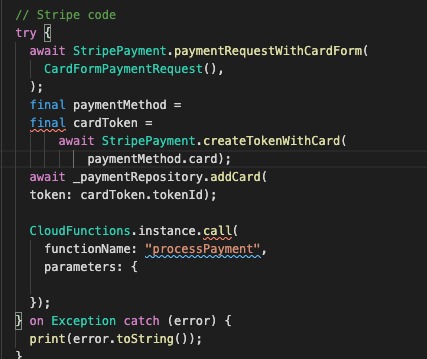 // Stripe code
try {
await StripePayment.paymentRequestWithCardForm(
CardFormPaymentRequest(),
);
final paymentMethod =
final cardToken =
await StripePayment.createTokenWithCard(
paymentMethod.card);
await _paymentRepository.addCard(
token: cardToken.tokenId);
CloudFunctions.instance.call(
functionName: "processPayment",
parameters: {
});
} on Exception catch (error) {
print(error.toString());
}